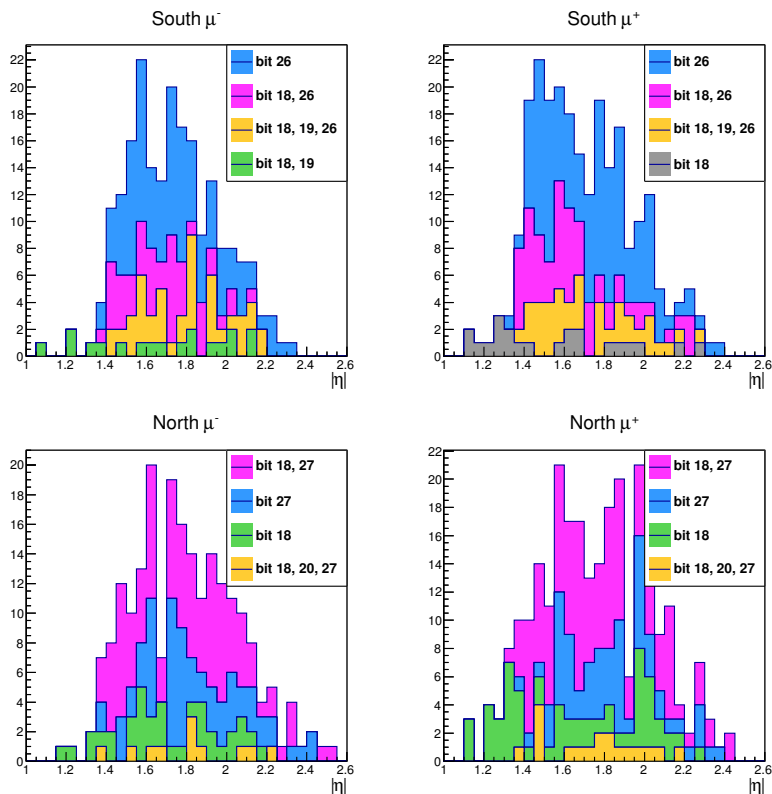 South μ⁻
22
20
18
16
14
12
10
8
6
4
2
0
bit 26
bit 18, 26
bit 18, 19, 26
bit 18, 19
1 1.2 1.4 1.6 1.8 2 2.2 2.4 2.6
|η|
South μ⁺
22
20
18
16
14
12
10
8
6
4
2
0
bit 26
bit 18, 26
bit 18, 19, 26
bit 18
1 1.2 1.4 1.6 1.8 2 2.2 2.4 2.6
|η|
North μ⁻
20
18
16
14
12
10
8
6
4
2
0
bit 18, 27
bit 27
bit 18
bit 18, 20, 27
1 1.2 1.4 1.6 1.8 2 2.2 2.4 2.6
|η|
North μ⁺
22
20
18
16
14
12
10
8
6
4
2
0
bit 18, 27
bit 27
bit 18
bit 18, 20, 27
1 1.2 1.4 1.6 1.8 2 2.2 2.4 2.6
|η|